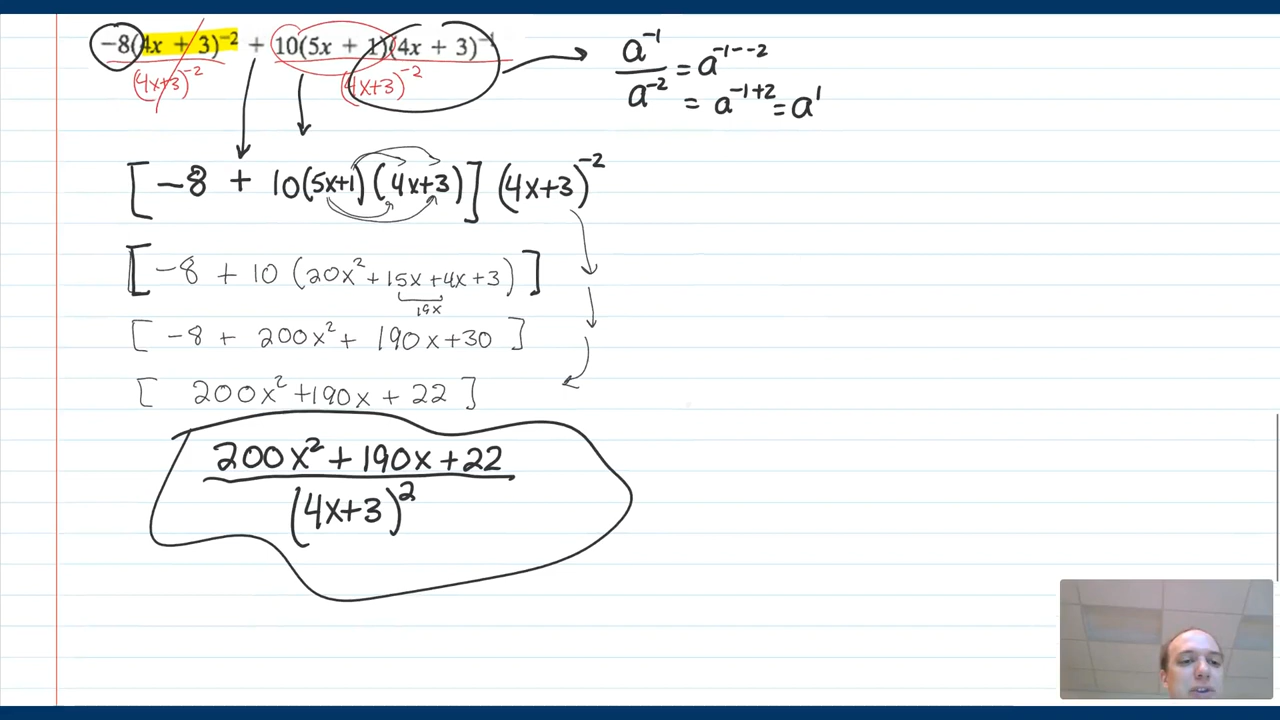 −8(4x + 3)⁻² + 10(5x + 1)(4x + 3)⁻¹
(4x+3)⁻² (4x+3)⁻²
a⁻¹ / a⁻² = a⁻¹⁻⁻²
= a⁻¹⁺² = a¹
[ −8 + 10(5x+1)(4x+3) ] (4x+3)⁻²
[ −8 + 10 (20x² + 15x + 4x + 3) ]
19x
[ −8 + 200x² + 190x + 30 ]
[ 200x² + 190x + 22 ]
200x² + 190x + 22
(4x+3)²